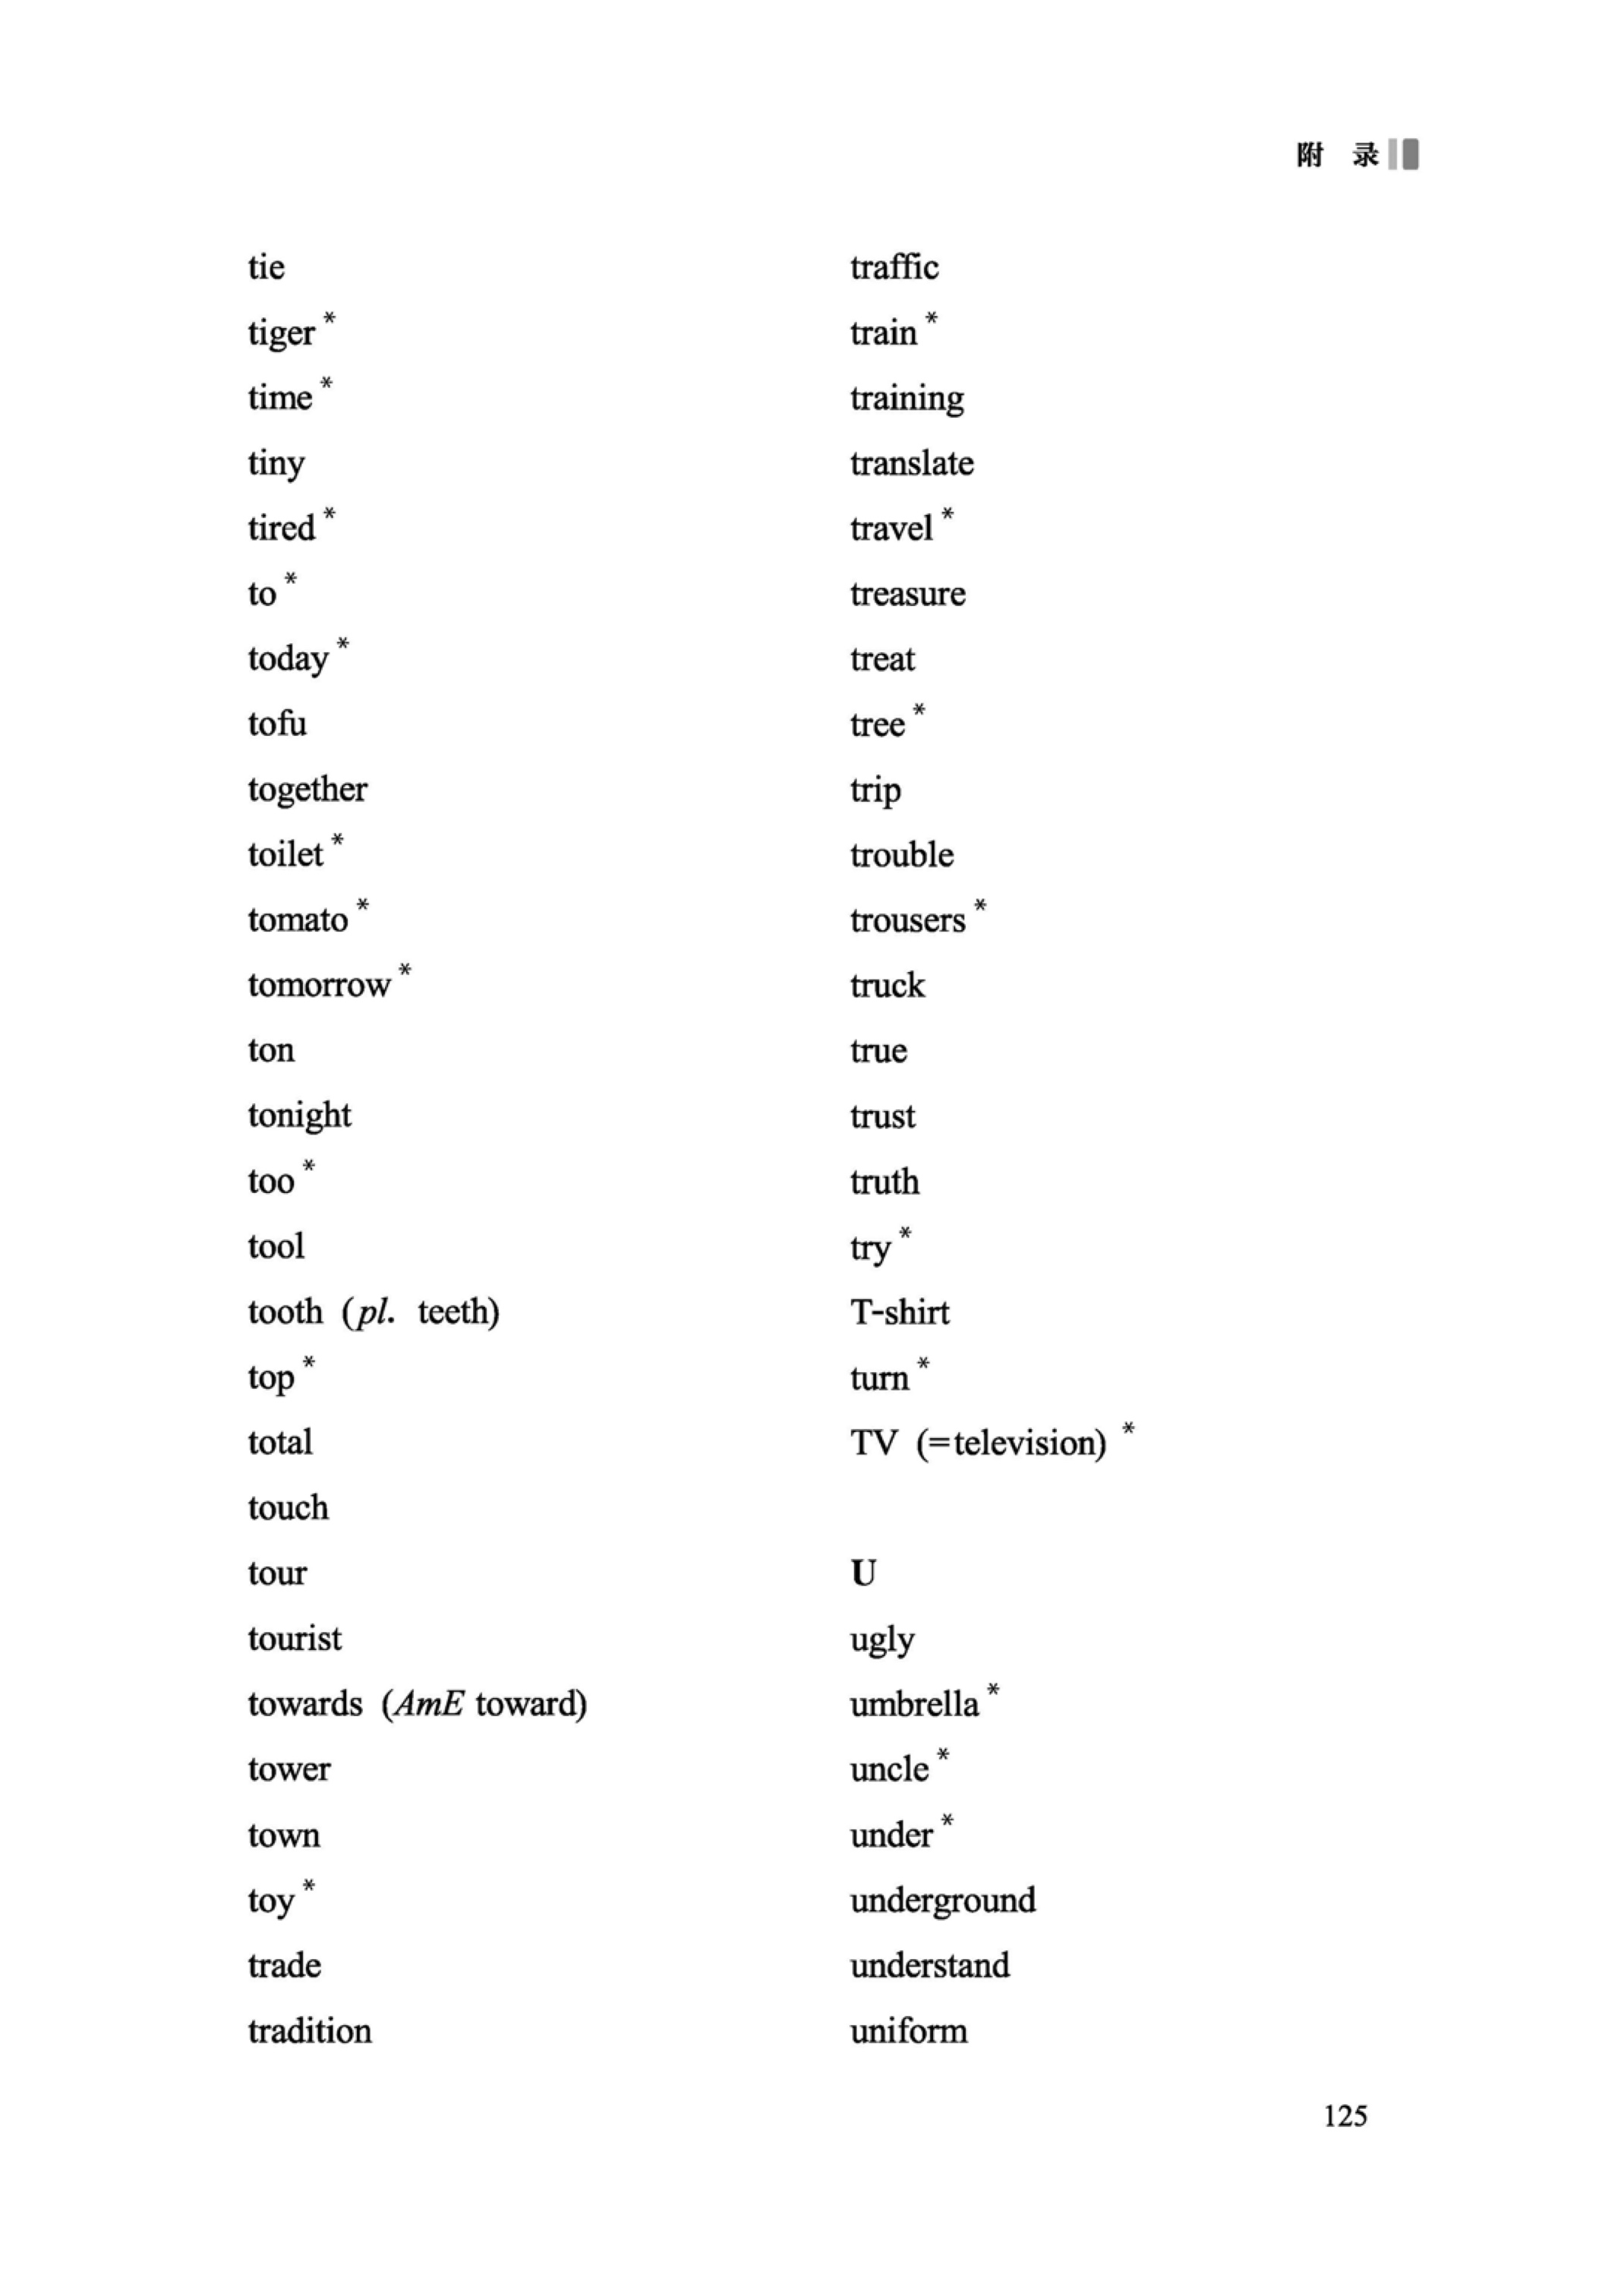 附 录
tie
tiger *
time *
tiny
tired *
to *
today *
tofu
together
toilet *
tomato *
tomorrow *
ton
tonight
too *
tool
tooth (pl. teeth)
top *
total
touch
tour
tourist
towards (AmE toward)
tower
town
toy *
trade
tradition
traffic
train *
training
translate
travel *
treasure
treat
tree *
trip
trouble
trousers *
truck
true
trust
truth
try *
T-shirt
turn *
TV (=television) *
U
ugly
umbrella *
uncle *
under *
underground
understand
uniform
125